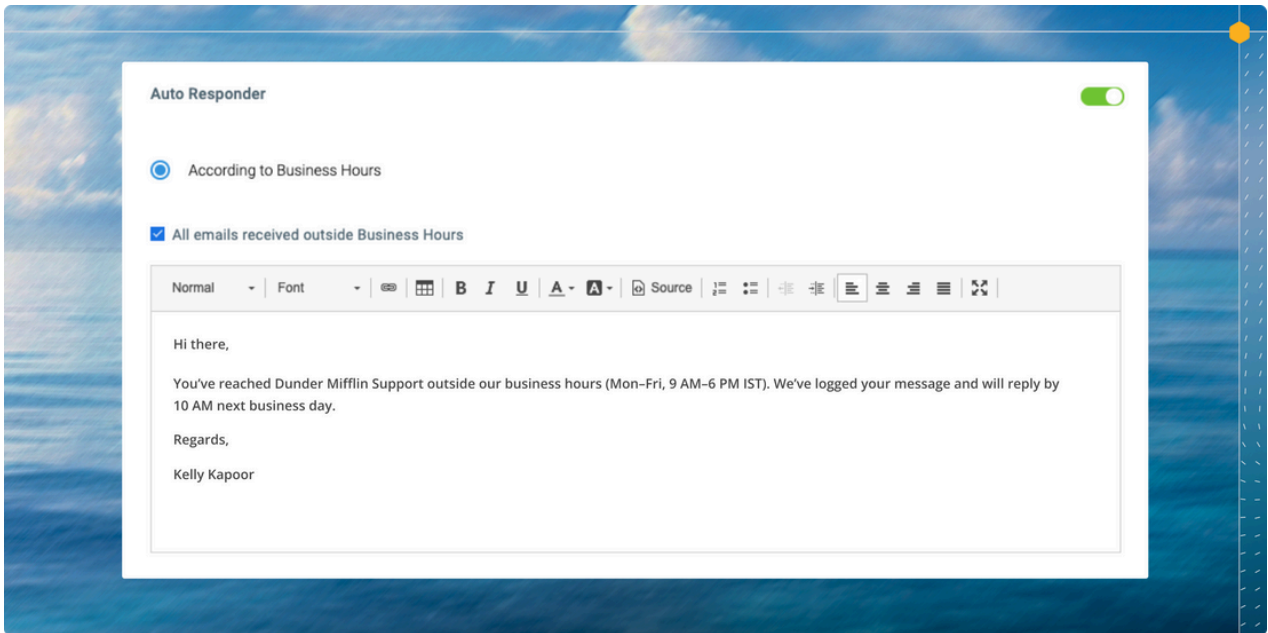 Auto Responder
According to Business Hours
All emails received outside Business Hours
Normal Font B I U A A Source
Hi there,
You’ve reached Dunder Mifflin Support outside our business hours (Mon–Fri, 9 AM–6 PM IST). We’ve logged your message and will reply by
10 AM next business day.
Regards,
Kelly Kapoor